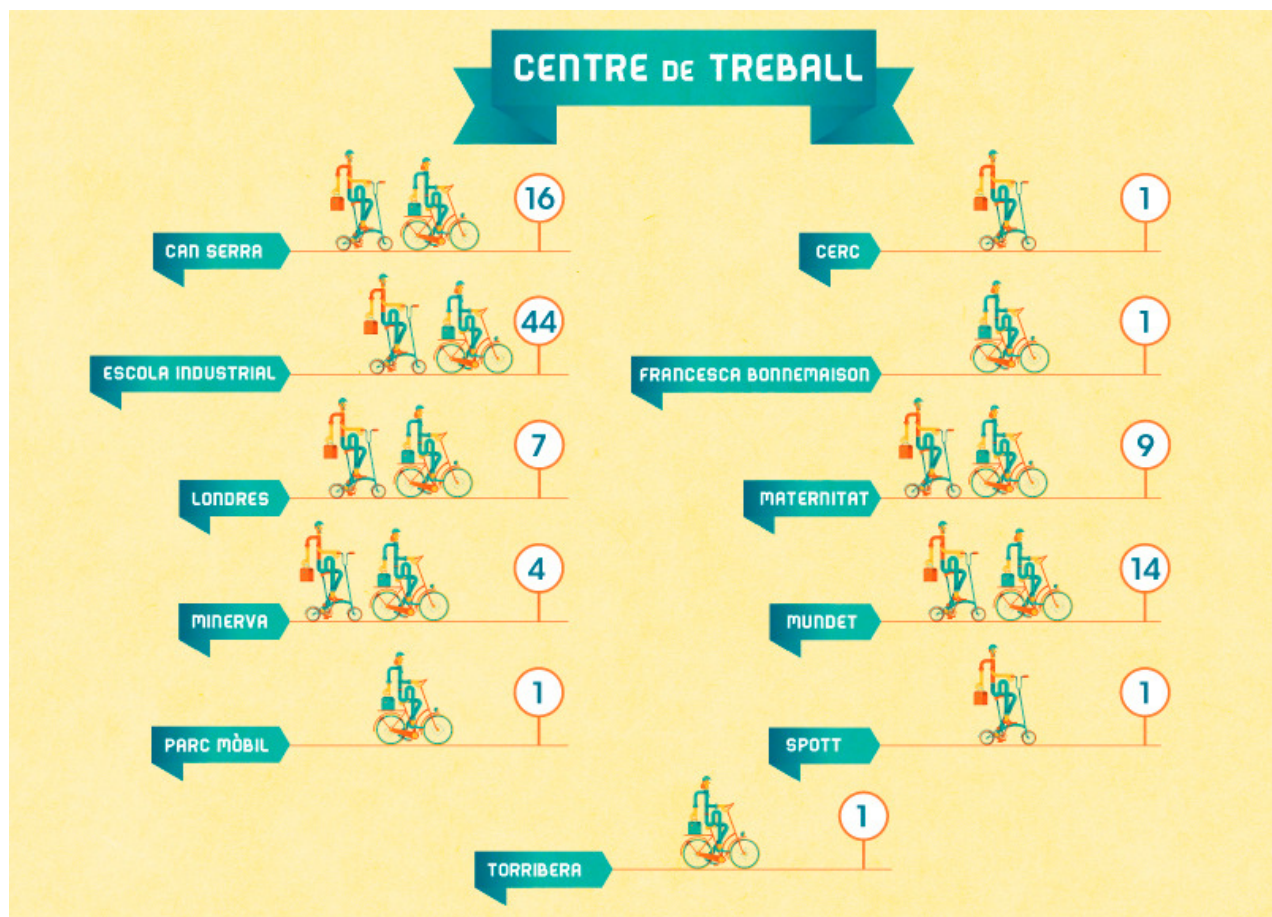 CENTRE DE TREBALL
16
CAN SERRA
1
CERC
44
ESCOLA INDUSTRIAL
1
FRANCESCA BONNEMAISON
7
LONDRES
9
MATERNITAT
4
MINERVA
14
MUNDET
1
PARC MÒBIL
1
SPOTT
1
TORRIBERA